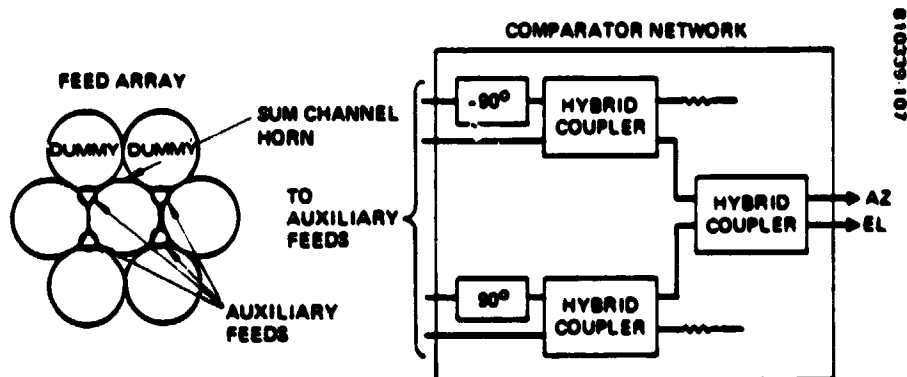 COMPARATOR NETWORK
FEED ARRAY
SUM CHANNEL
HORN
DUMMY DUMMY
TO
AUXILIARY
FEEDS
AUXILIARY
FEEDS
-90°
HYBRID
COUPLER
HYBRID
COUPLER
AZ
EL
90°
HYBRID
COUPLER
810339-107